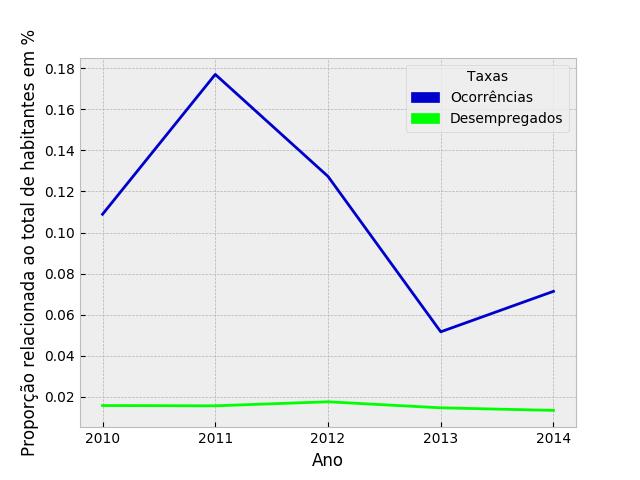 Proporção relacionada ao total de habitantes em %
0.18
0.16
0.14
0.12
0.10
0.08
0.06
0.04
0.02
Taxas
Ocorrências
Desempregados
2010 2011 2012 2013 2014
Ano